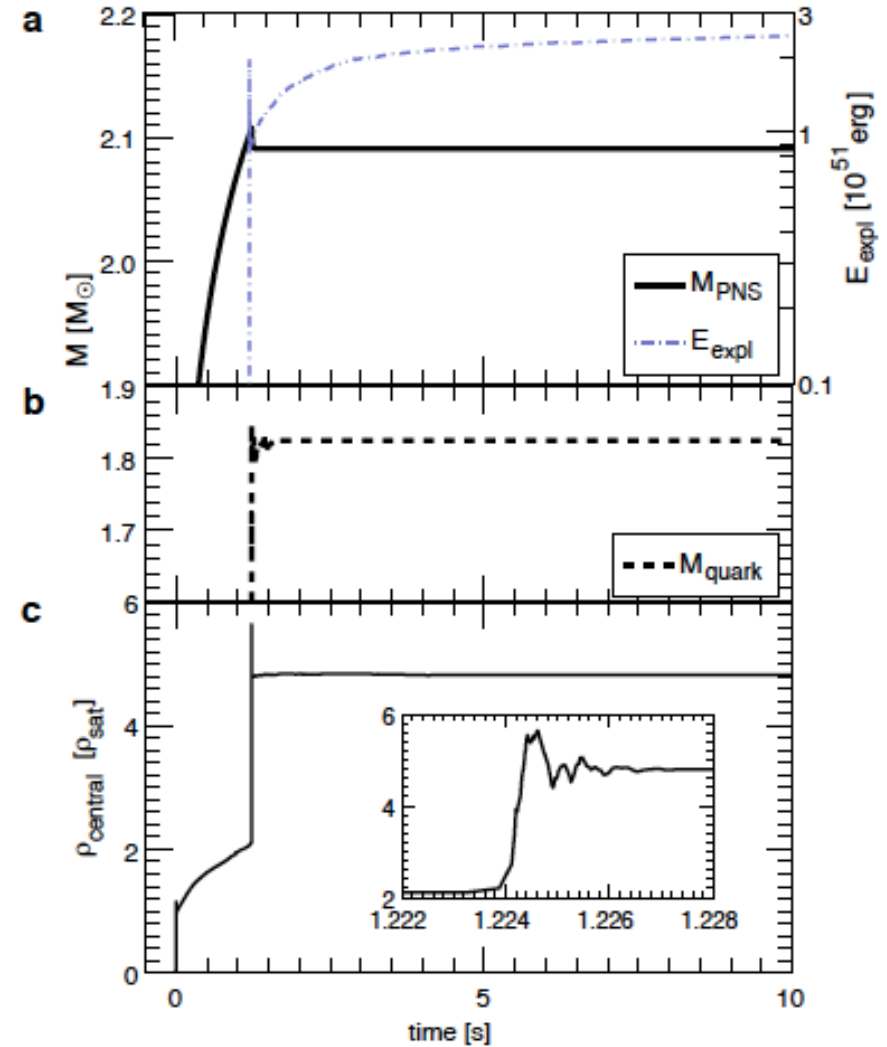 a
2.2
2.1
2.0
1.9
M [M☉]
3
1
0.1
E_expl [10^51 erg]
M_PNS
E_expl
b
1.8
1.7
M_quark
c
6
4
2
0
ρ_central [ρ_sat]
6
4
2
1.222 1.224 1.226 1.228
0 5 10
time [s]